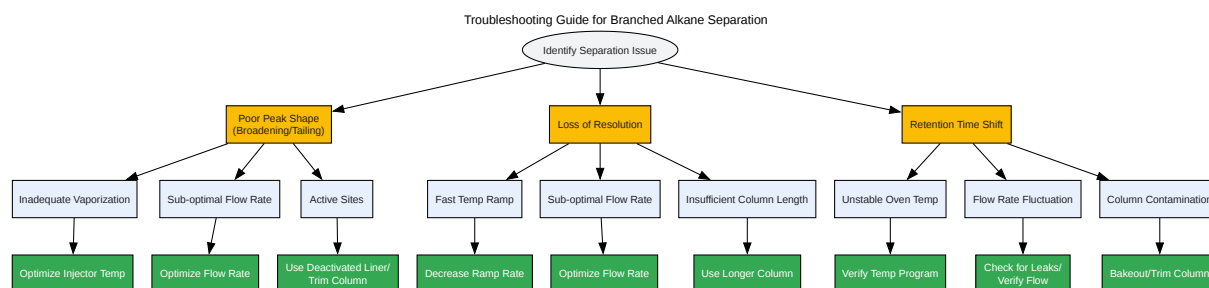 Troubleshooting Guide for Branched Alkane Separation
Identify Separation Issue
Poor Peak Shape
(Broadening/Tailing)
Loss of Resolution
Retention Time Shift
Inadequate Vaporization
Sub-optimal Flow Rate
Active Sites
Fast Temp Ramp
Sub-optimal Flow Rate
Insufficient Column Length
Unstable Oven Temp
Flow Rate Fluctuation
Column Contamination
Optimize Injector Temp
Optimize Flow Rate
Use Deactivated Liner/
Trim Column
Decrease Ramp Rate
Optimize Flow Rate
Use Longer Column
Verify Temp Program
Check for Leaks/
Verify Flow
Bakeout/Trim Column